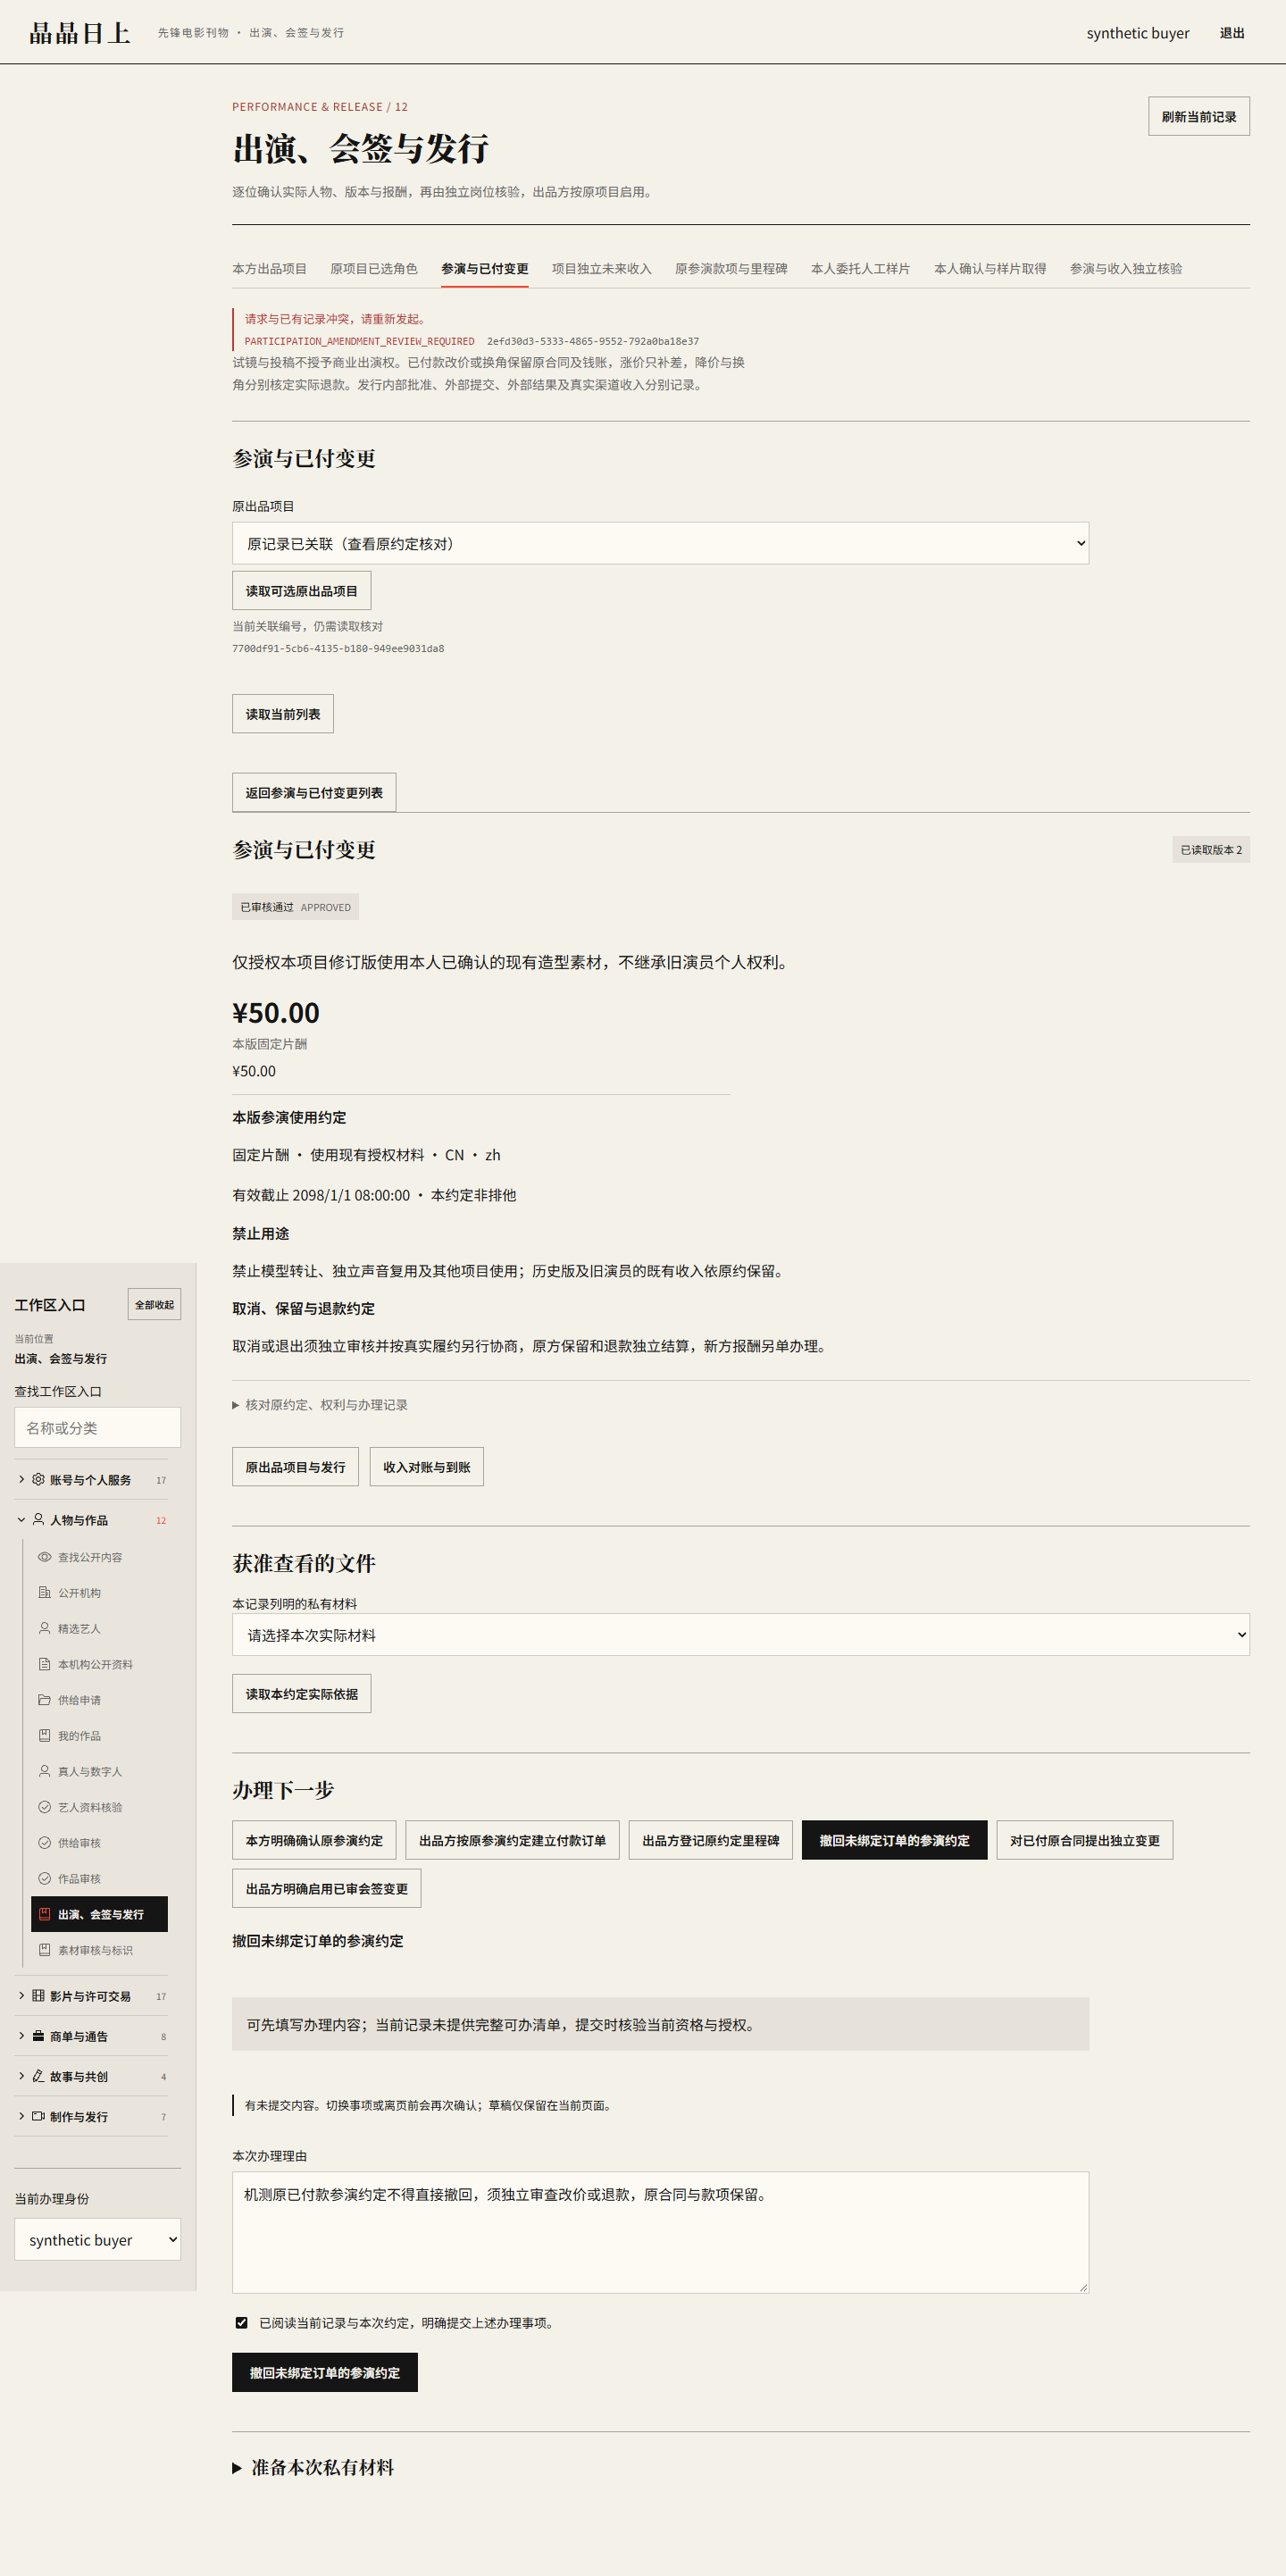 晶晶日上
先锋电影刊物 · 出演、会签与发行
synthetic buyer
退出
PERFORMANCE & RELEASE / 12
出演、会签与发行
刷新当前记录
逐位确认实际人物、版本与报酬，再由独立岗位核验，出品方按原项目启用。
本方出品项目
原项目已选角色
参演与已付变更
项目独立未来收入
原参演款项与里程碑
本人委托人工样片
本人确认与样片取得
参演与收入独立核验
请求与已有记录冲突，请重新发起。
PARTICIPATION_AMENDMENT_REVIEW_REQUIRED 2efd30d3-5333-4865-9552-792a0ba18e37
试镜与投稿不授予商业出演权。已付款改价或换角保留原合同及钱账，涨价只补差，降价与换
角分别核定实际退款。发行内部批准、外部提交、外部结果及真实渠道收入分别记录。
参演与已付变更
原出品项目
原记录已关联（查看原约定核对）
读取可选原出品项目
当前关联编号，仍需读取核对
7700df91-5cb6-4135-b180-949ee9031da8
读取当前列表
返回参演与已付变更列表
参演与已付变更
已读取版本 2
已审核通过 APPROVED
仅授权本项目修订版使用本人已确认的现有造型素材，不继承旧演员个人权利。
¥50.00
本版固定片酬
¥50.00
本版参演使用约定
固定片酬 · 使用现有授权材料 · CN · zh
有效截止 2098/1/1 08:00:00 · 本约定非排他
禁止用途
禁止模型转让、独立声音复用及其他项目使用；历史版及旧演员的既有收入依原约保留。
取消、保留与退款约定
取消或退出须独立审核并按真实履约另行协商，原方保留和退款独立结算，新方报酬另单办理。
核对原约定、权利与办理记录
原出品项目与发行
收入对账与到账
获准查看的文件
本记录列明的私有材料
请选择本次实际材料
读取本约定实际依据
办理下一步
本方明确确认原参演约定
出品方按原参演约定建立付款订单
出品方登记原约定里程碑
撤回未绑定订单的参演约定
对已付原合同提出独立变更
出品方明确启用已审会签变更
撤回未绑定订单的参演约定
可先填写办理内容；当前记录未提供完整可办清单，提交时核验当前资格与授权。
有未提交内容。切换事项或离页前会再次确认；草稿仅保留在当前页面。
本次办理理由
机测原已付款参演约定不得直接撤回，须独立审查改价或退款，原合同与款项保留。
已阅读当前记录与本次约定，明确提交上述办理事项。
撤回未绑定订单的参演约定
准备本次私有材料
工作区入口
全部收起
当前位置
出演、会签与发行
查找工作区入口
名称或分类
账号与个人服务 17
人物与作品 12
查找公开内容
公开机构
精选艺人
本机构公开资料
供给申请
我的作品
真人与数字人
艺人资料核验
供给审核
作品审核
出演、会签与发行
素材审核与标识
影片与许可交易 17
商单与通告 8
故事与共创 4
制作与发行 7
当前办理身份
synthetic buyer